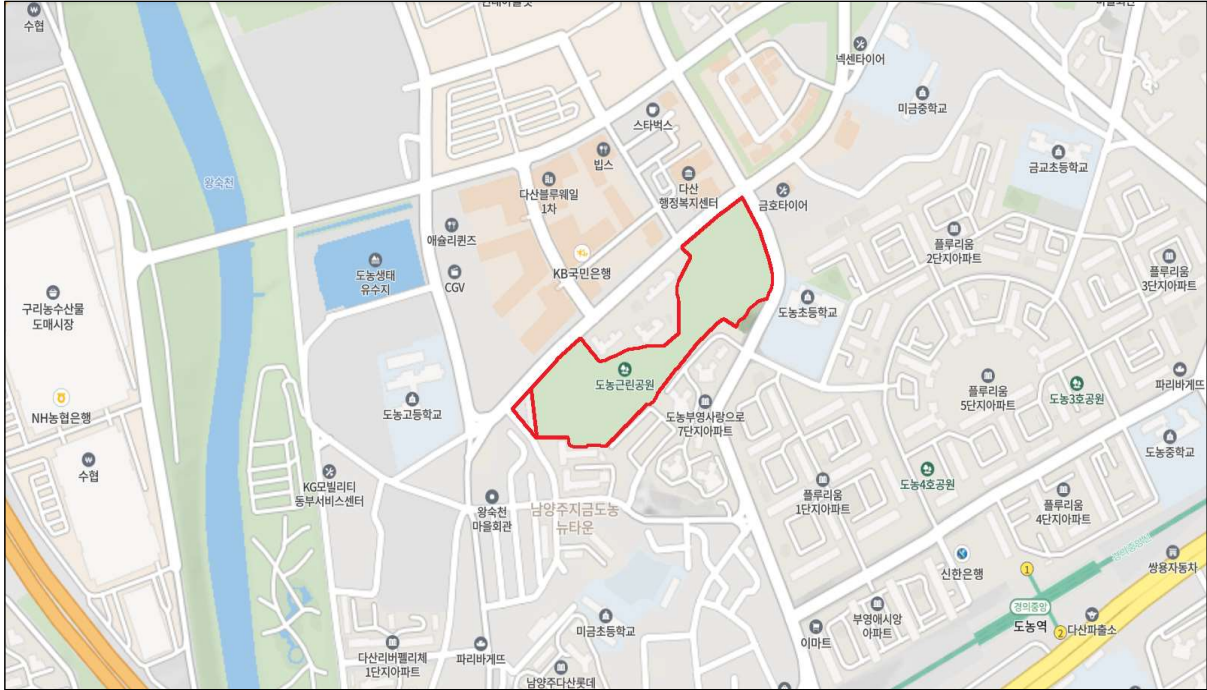 수협
넥센타이어
미금중학교
스타벅스
금교초등학교
빕스
다산블루웨일
1차
다산
행정복지센터
금호타이어
왕숙천
애슐리퀸즈
플루리움
2단지아파트
도농생태
유수지
CGV
KB국민은행
플루리움
3단지아파트
구리농수산물
도매시장
도농초등학교
도농근린공원
NH농협은행
도농고등학교
도농부영사랑으로
7단지아파트
플루리움
5단지아파트
도농3호공원
파리바게뜨
도농중학교
수협
KG모빌리티
동부서비스센터
왕숙천
마을회관
남양주지금도농
뉴타운
플루리움
1단지아파트
도농4호공원
플루리움
4단지아파트
신한은행
쌍용자동차
1
경의중앙
도농역
2
다산파출소
부영애시앙
아파트
이마트
미금초등학교
다산리버펠리체
1단지아파트
파리바게뜨
남양주다산롯데